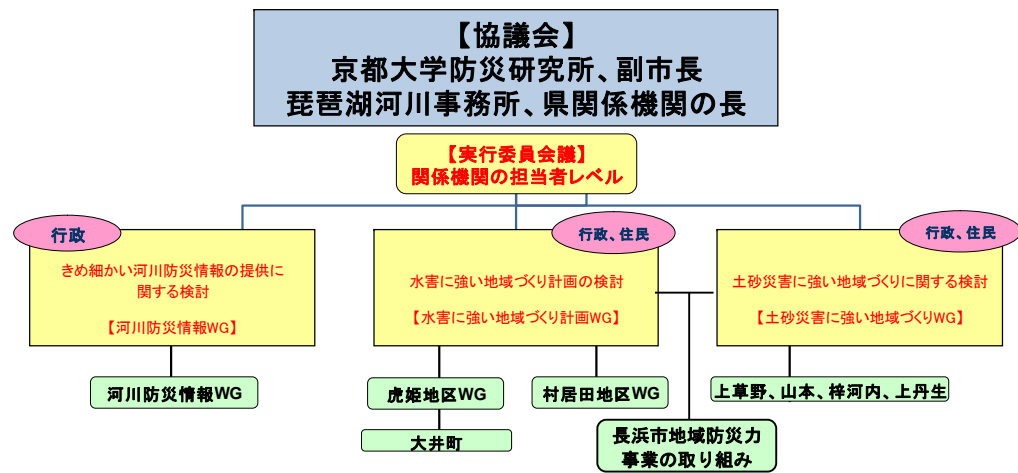 【協議会】
京都大学防災研究所、副市長
琵琶湖河川事務所、県関係機関の長
【実行委員会議】
関係機関の担当者レベル
行政
きめ細かい河川防災情報の提供に
関する検討
【河川防災情報WG】
河川防災情報WG
行政、住民
水害に強い地域づくり計画の検討
【水害に強い地域づくり計画WG】
虎姫地区WG
大井町
村居田地区WG
行政、住民
土砂災害に強い地域づくりに関する検討
【土砂災害に強い地域づくりWG】
上草野、山本、梓河内、上丹生
長浜市地域防災力
事業の取り組み